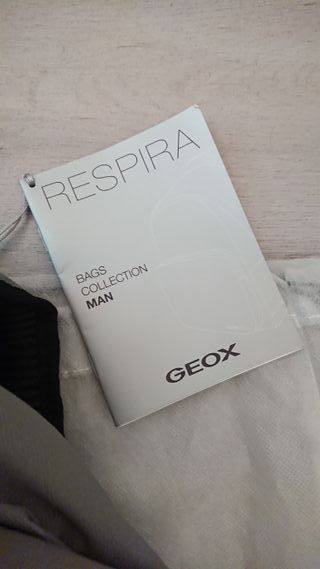 RESPIRA
BAGS
COLLECTION
MAN
GEOX